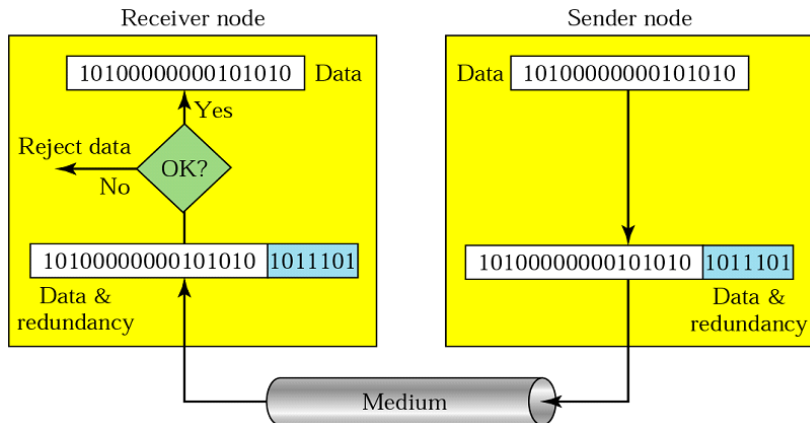 Receiver node
Sender node
10100000000101010 Data
Data 10100000000101010
Yes
Reject data
OK?
No
10100000000101010 1011101
10100000000101010 1011101
Data &
redundancy
Data &
redundancy
Medium